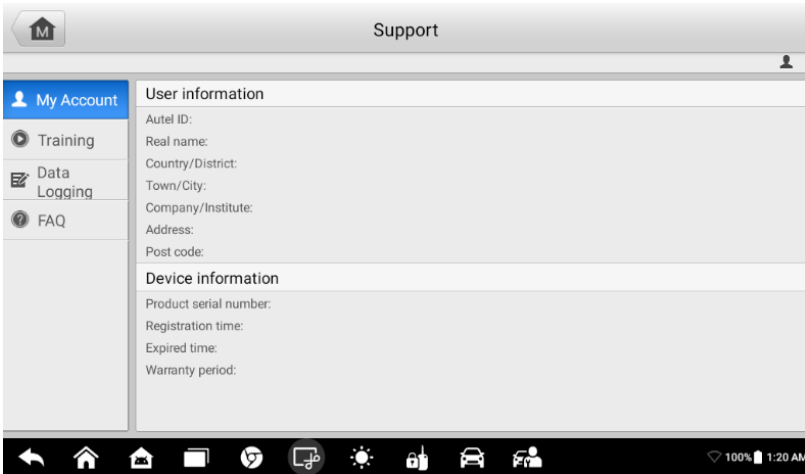 M
Support
My Account
Training
Data
Logging
FAQ
User information
Autel ID:
Real name:
Country/District:
Town/City:
Company/Institute:
Address:
Post code:
Device information
Product serial number:
Registration time:
Expired time:
Warranty period:
100% 1:20 AM